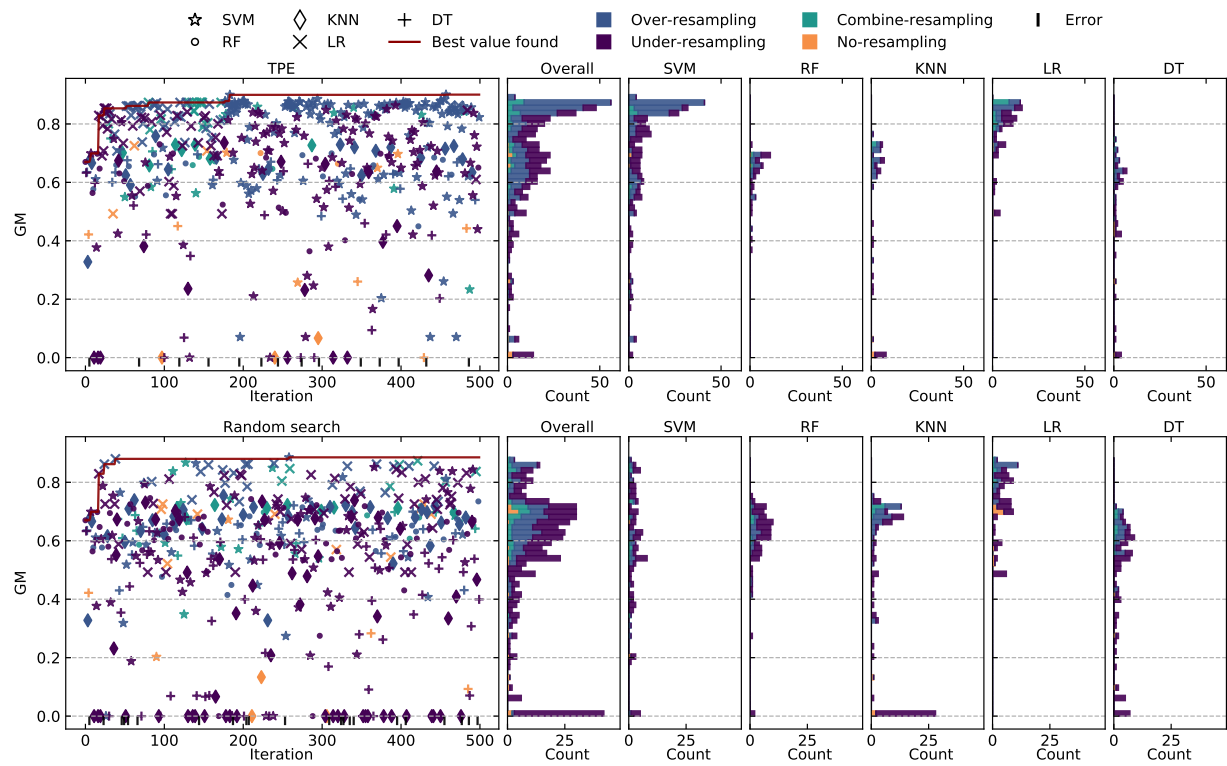 SVM KNN DT Over-resampling Combine-resampling Error
RF LR Best value found Under-resampling No-resampling
TPE Overall SVM RF KNN LR DT
GM
0.8
0.6
0.4
0.2
0.0
0 100 200 300 400 500 0 50 0 50 0 50 0 50 0 50 0 50
Iteration Count Count Count Count Count Count
Random search Overall SVM RF KNN LR DT
GM
0.8
0.6
0.4
0.2
0.0
0 100 200 300 400 500 0 25 0 25 0 25 0 25 0 25 0 25
Iteration Count Count Count Count Count Count